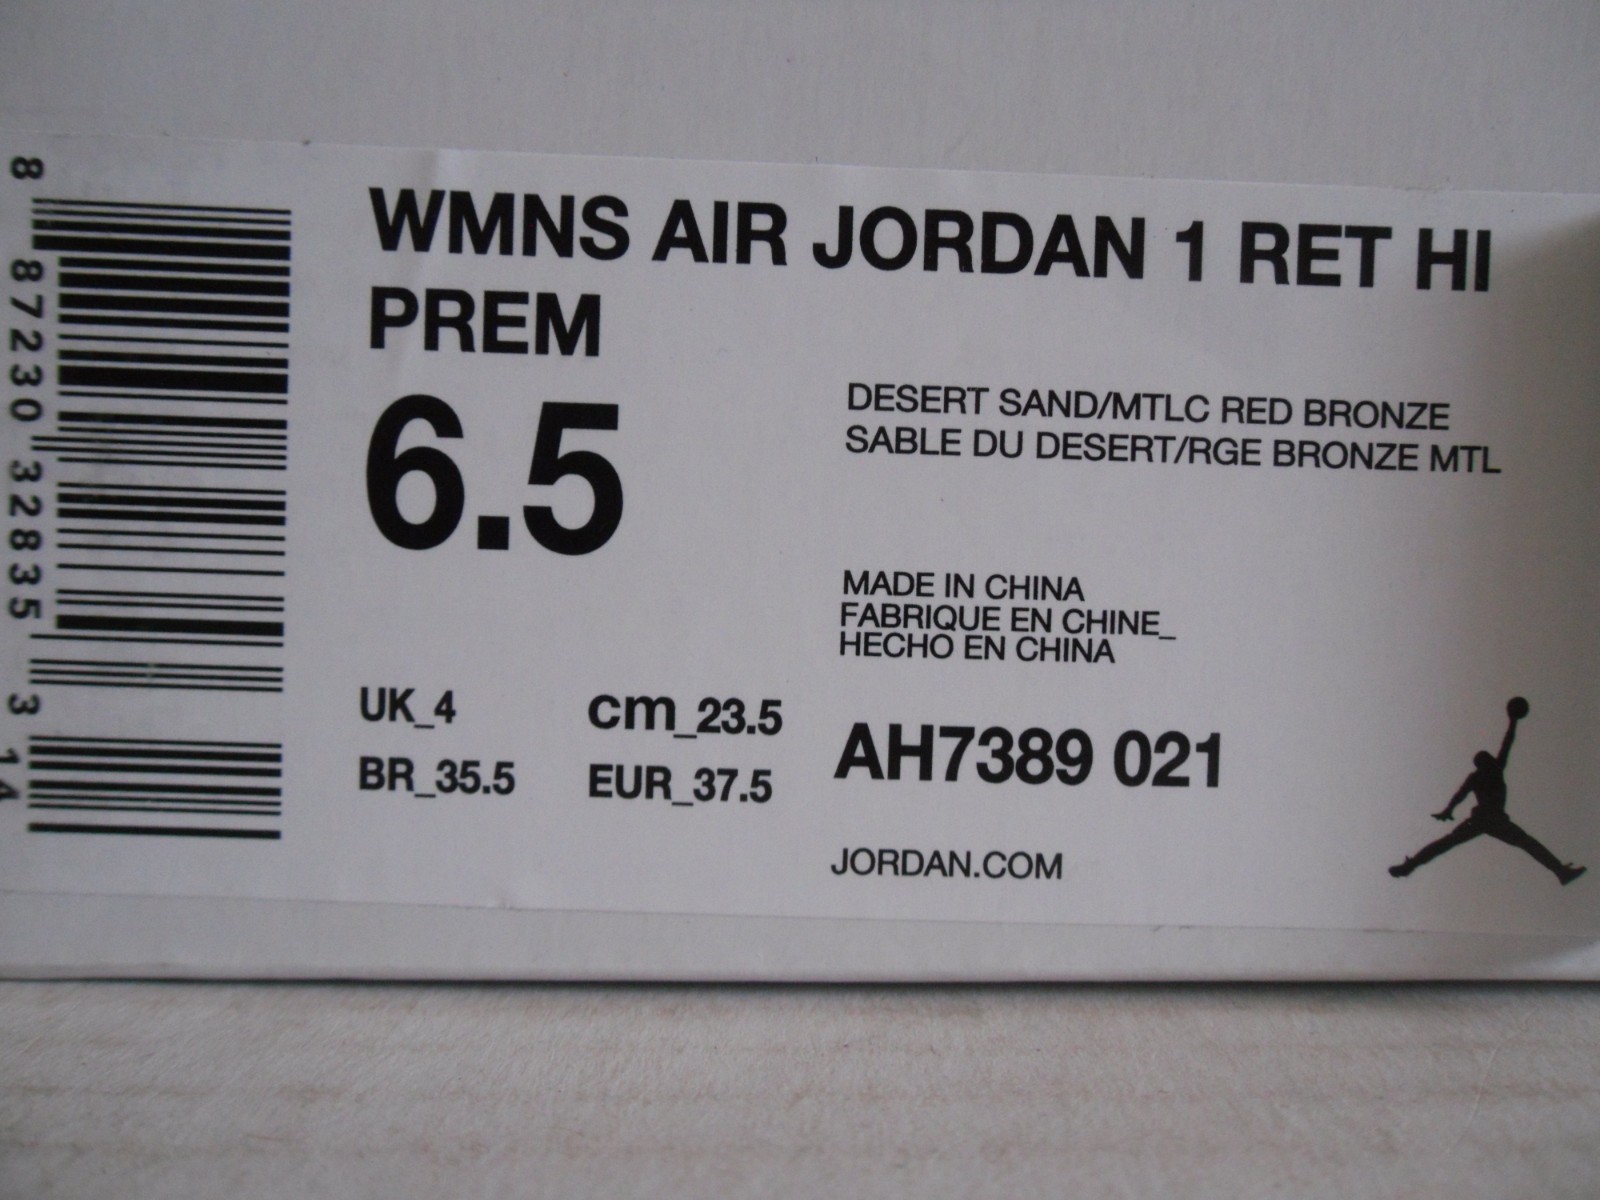 WMNS AIR JORDAN 1 RET HI
PREM
6.5
DESERT SAND/MTLC RED BRONZE
SABLE DU DESERT/RGE BRONZE MTL
MADE IN CHINA
FABRIQUE EN CHINE_
HECHO EN CHINA
UK_4 cm_23.5
BR_35.5 EUR_37.5
AH7389 021
JORDAN.COM
8 87230 32835 3 14